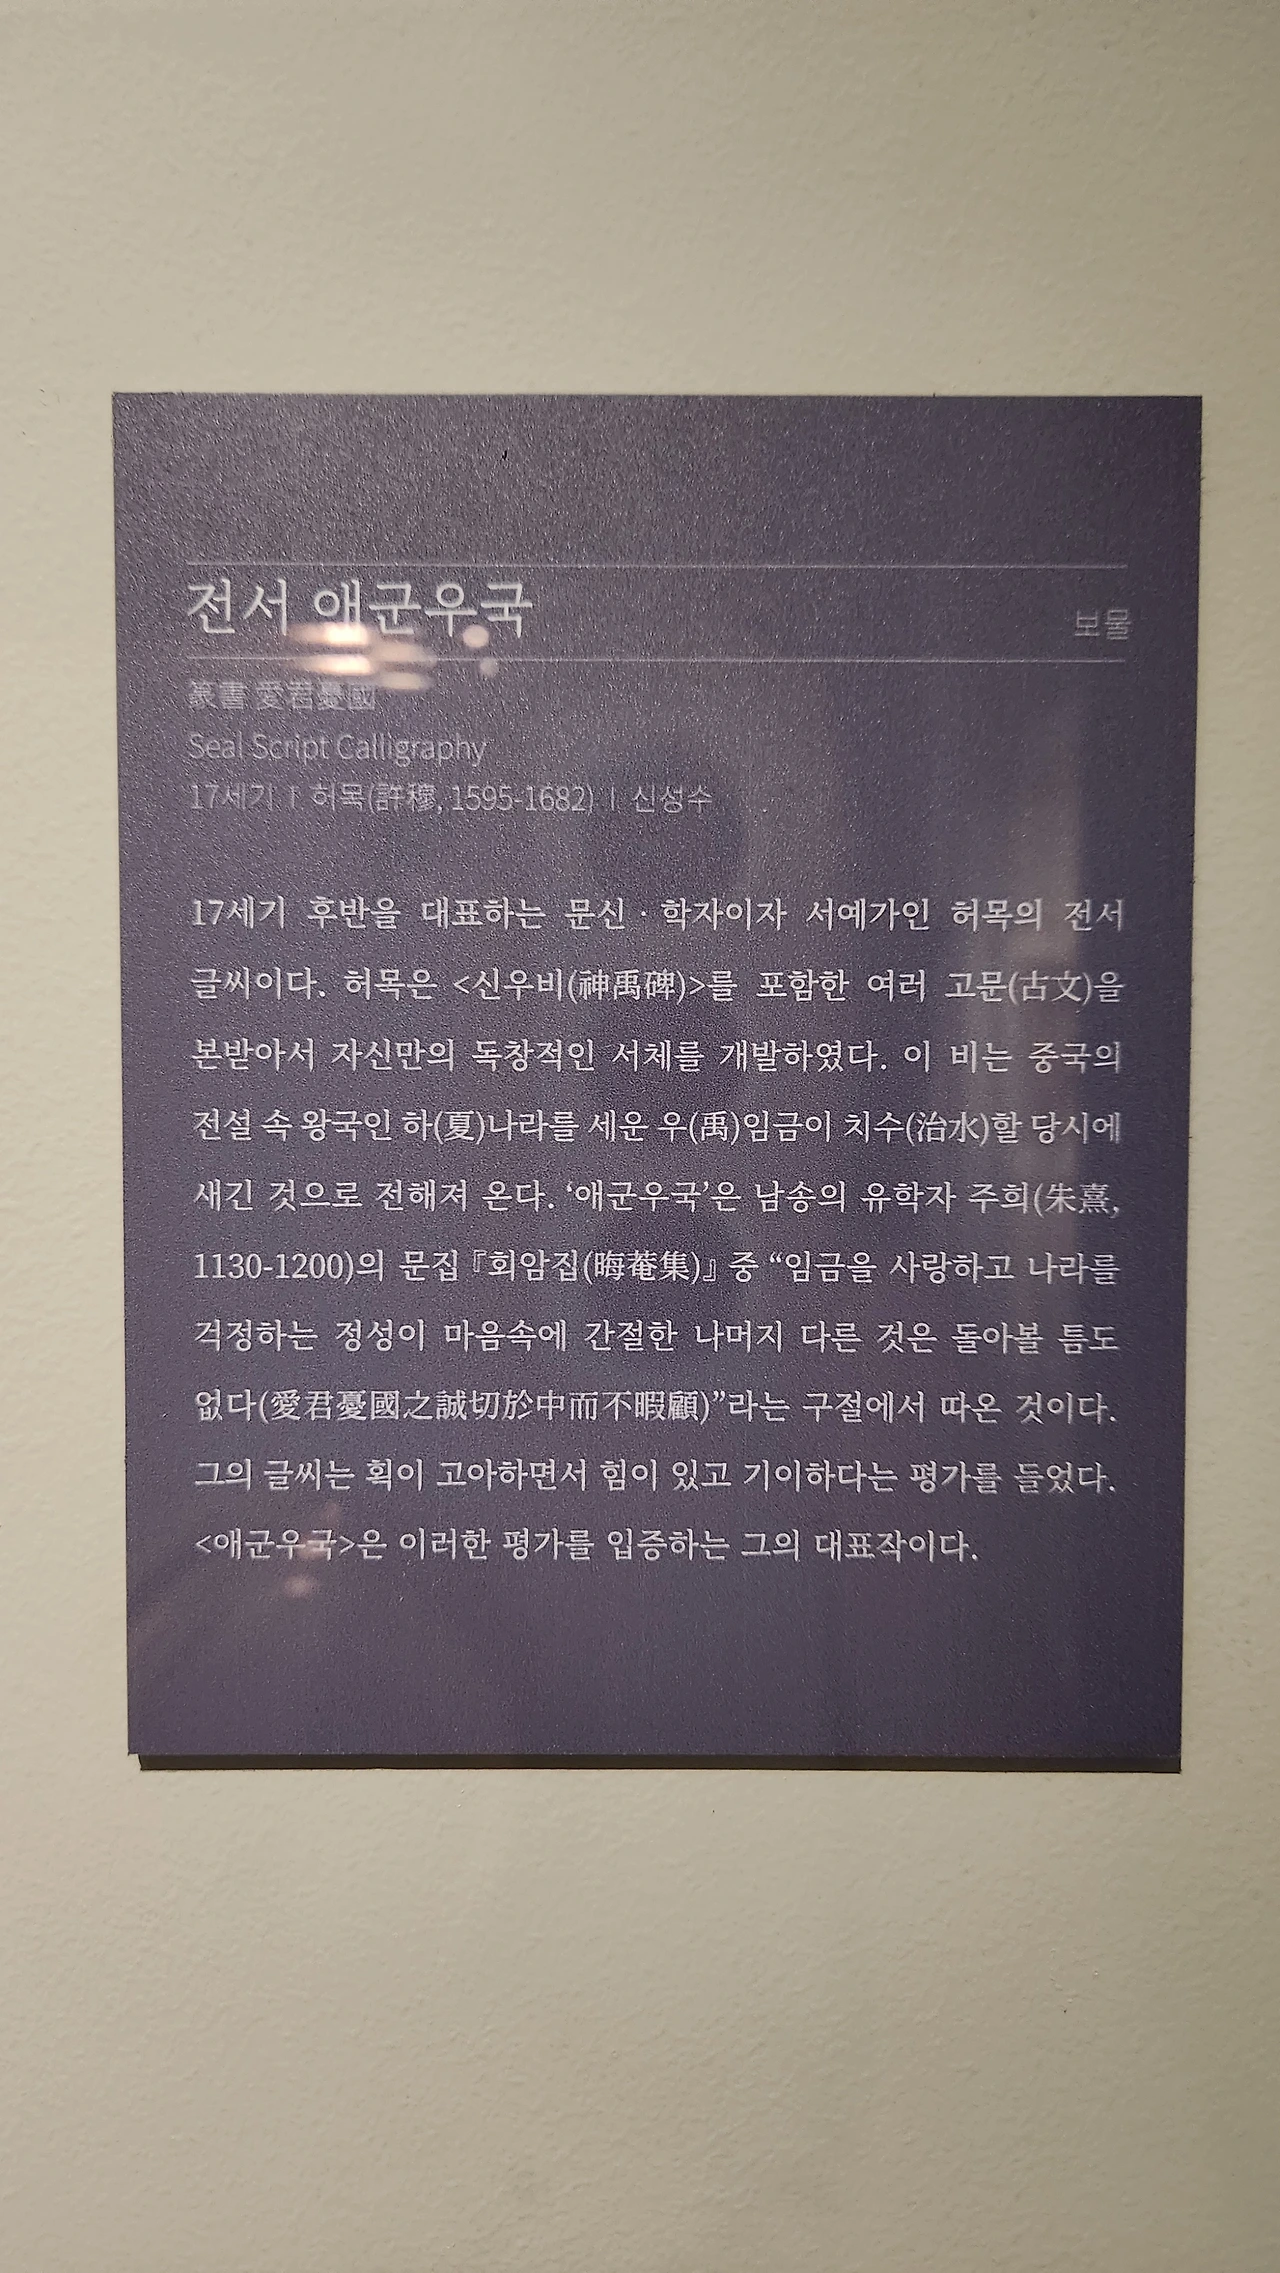 전서 애군우국
보물
篆書 愛君憂國
Seal Script Calligraphy
17세기 | 허목(許穆, 1595-1682) | 신성수
17세기 후반을 대표하는 문신 · 학자이자 서예가인 허목의 전서
글씨이다. 허목은 <신우비(神禹碑)>를 포함한 여러 고문(古文)을
본받아서 자신만의 독창적인 서체를 개발하였다. 이 비는 중국의
전설 속 왕국인 하(夏)나라를 세운 우(禹)임금이 치수(治水)할 당시에
새긴 것으로 전해져 온다. ‘애군우국’은 남송의 유학자 주희(朱熹,
1130-1200)의 문집 『회암집(晦菴集)』 중 “임금을 사랑하고 나라를
걱정하는 정성이 마음속에 간절한 나머지 다른 것은 돌아볼 틈도
없다(愛君憂國之誠切於中而不暇顧)”라는 구절에서 따온 것이다.
그의 글씨는 획이 고아하면서 힘이 있고 기이하다는 평가를 들었다.
<애군우국>은 이러한 평가를 입증하는 그의 대표작이다.